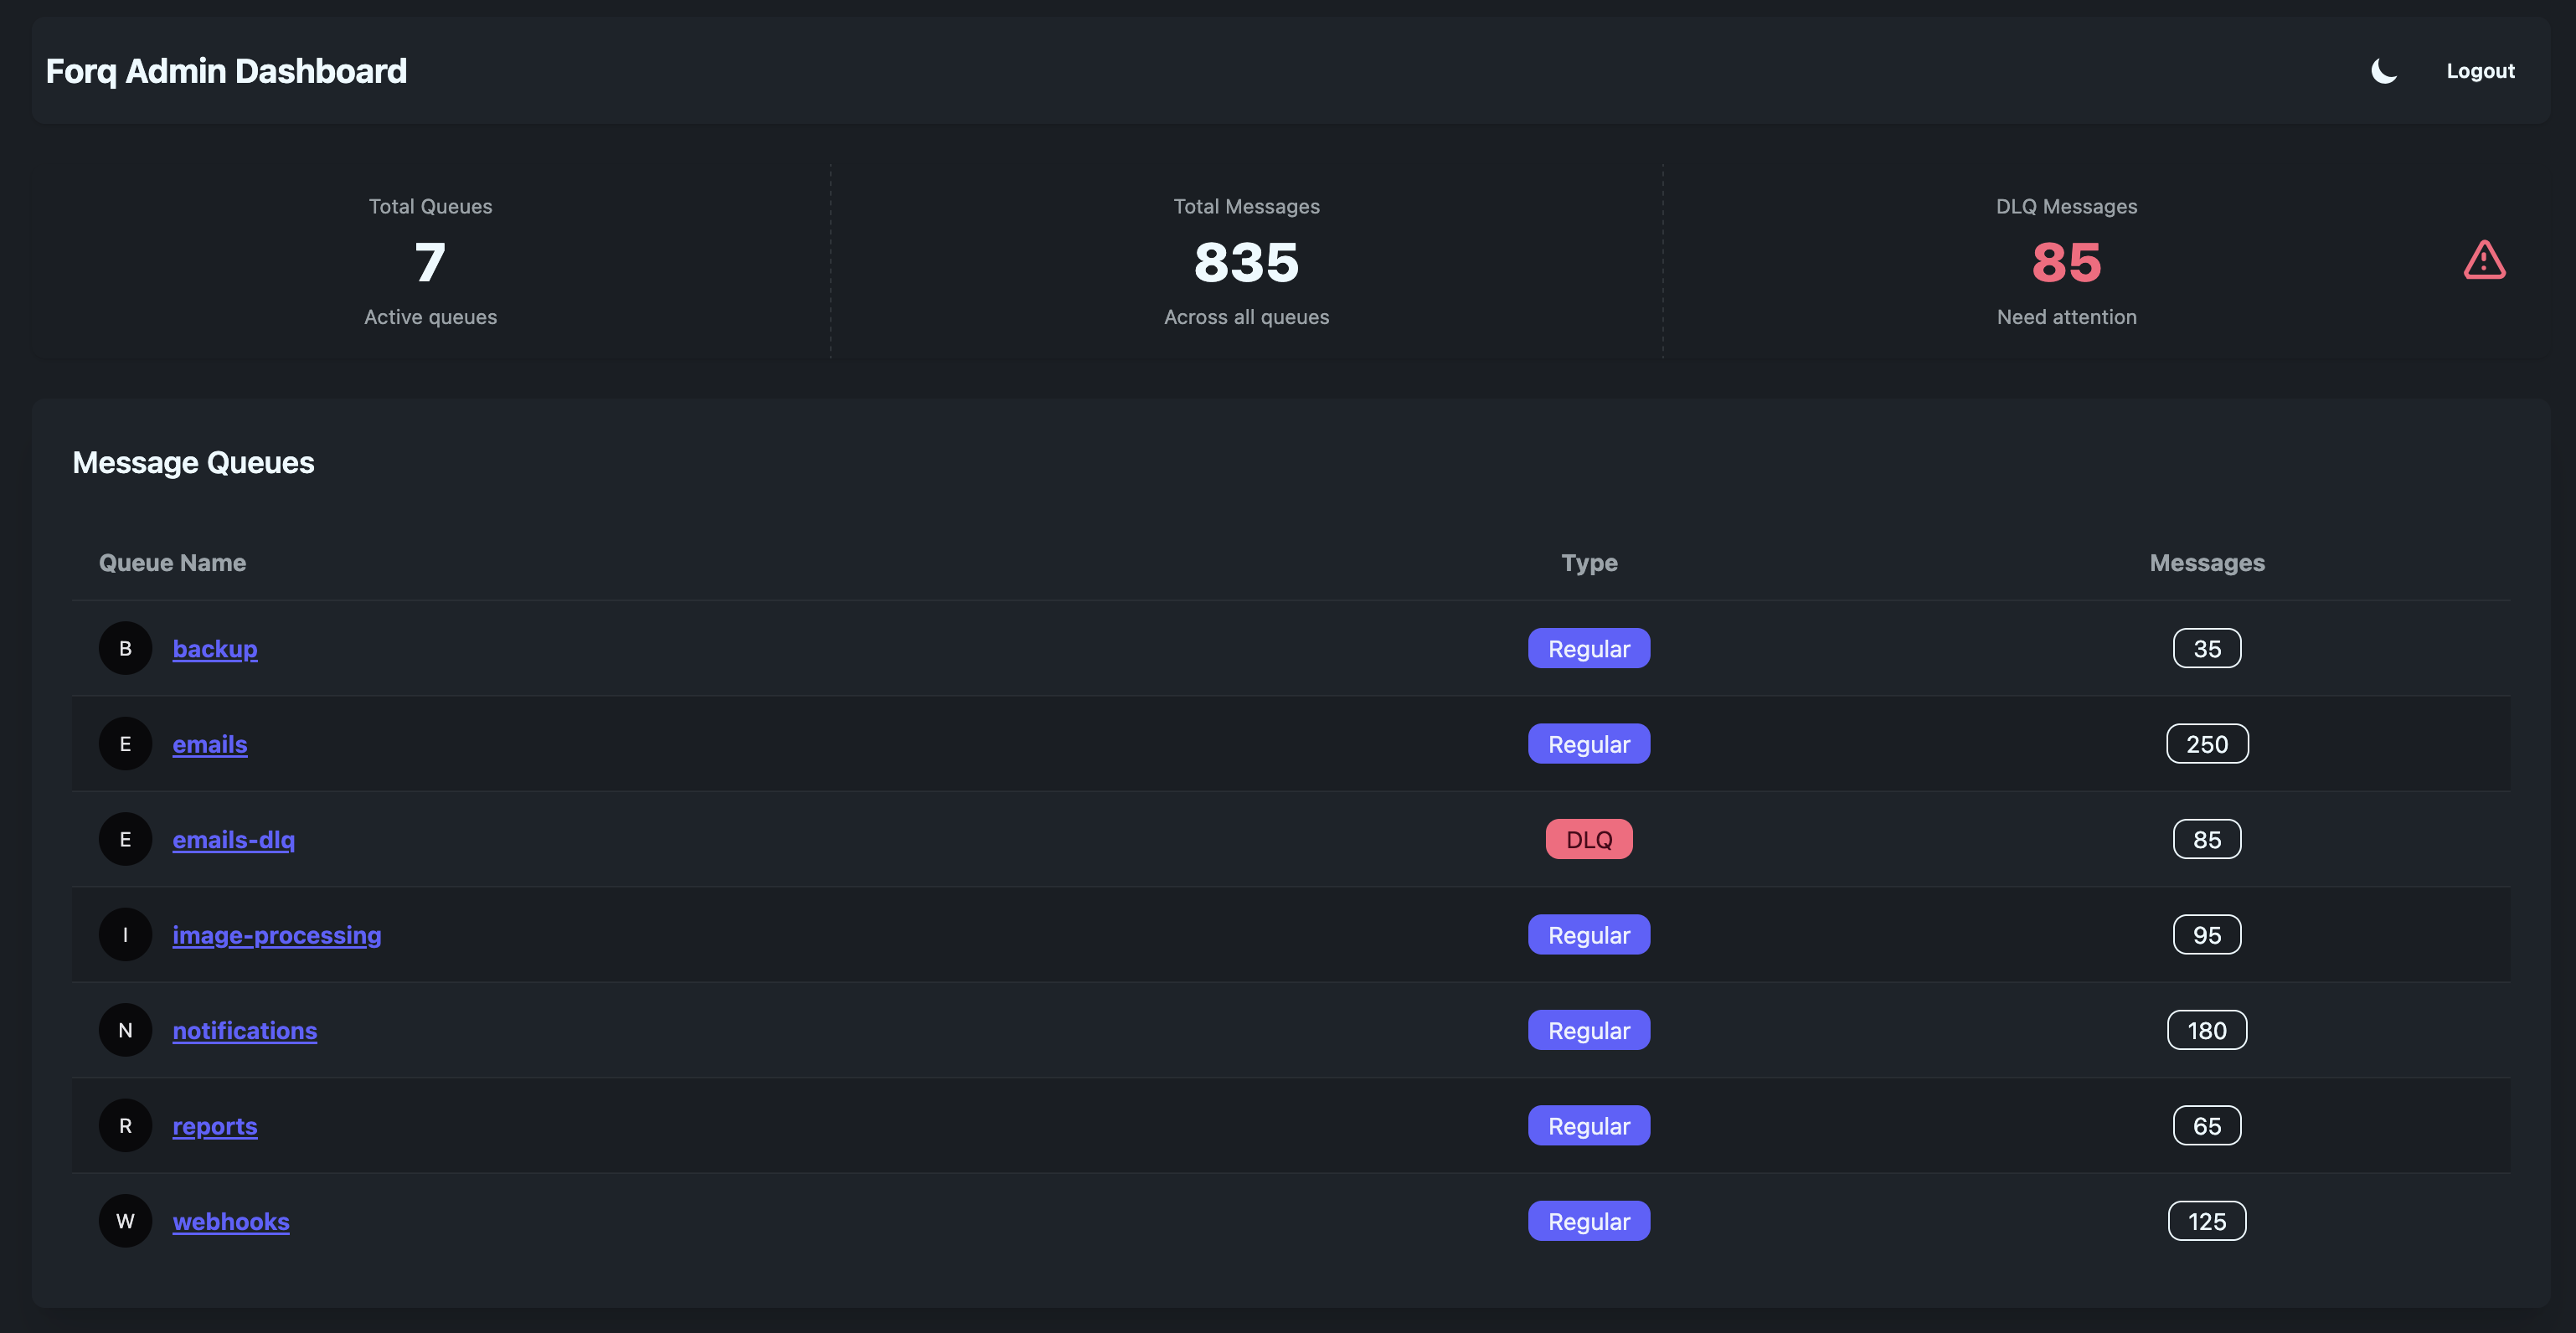 Forq Admin Dashboard
Logout
Total Queues
7
Active queues
Total Messages
835
Across all queues
DLQ Messages
85
Need attention
Message Queues
Queue Name Type Messages
B backup Regular 35
E emails Regular 250
E emails-dlq DLQ 85
I image-processing Regular 95
N notifications Regular 180
R reports Regular 65
W webhooks Regular 125